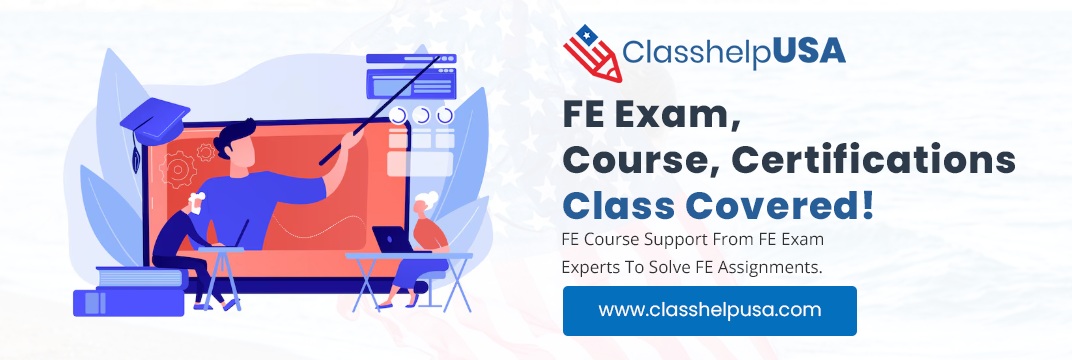 ClasshelpUSA
FE Exam,
Course, Certifications
Class Covered!
FE Course Support From FE Exam
Experts To Solve FE Assignments.
www.classhelpusa.com